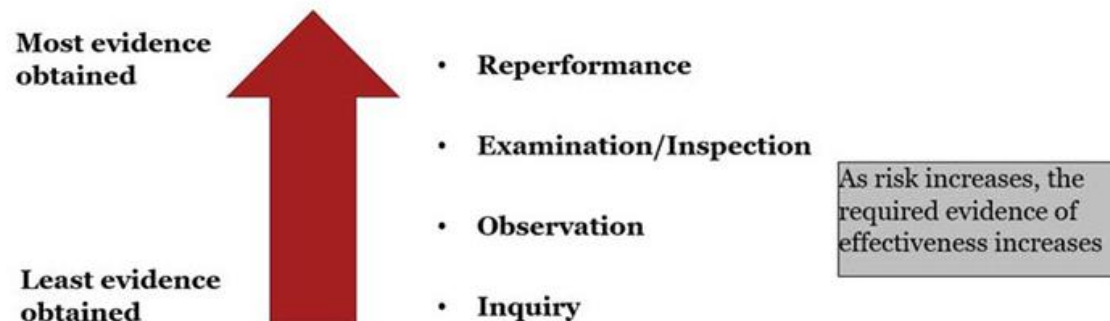 Most evidence
obtained
• Reperformance
• Examination/Inspection
As risk increases, the
required evidence of
effectiveness increases
• Observation
Least evidence
obtained
• Inquiry